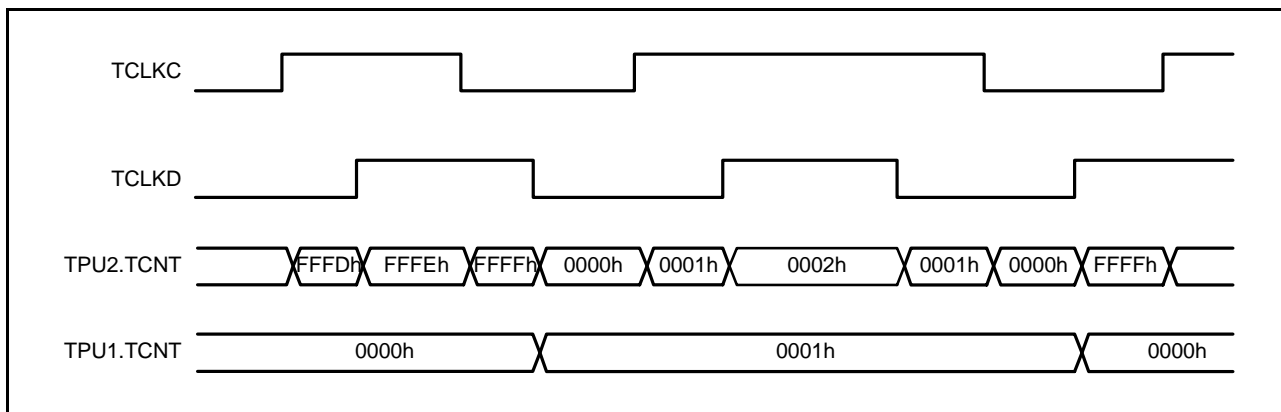 TCLKC
TCLKD
TPU2.TCNT FFFDh FFFEh FFFFh 0000h 0001h 0002h 0001h 0000h FFFFh
TPU1.TCNT 0000h 0001h 0000h